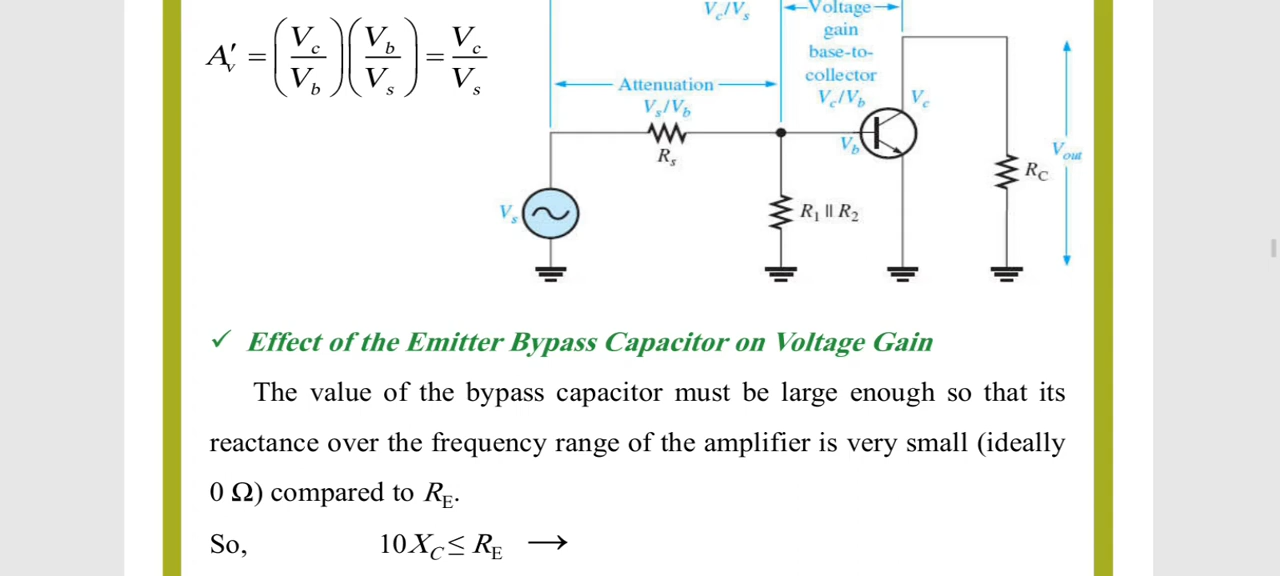 A′v = (Vc/Vb)(Vb/Vs) = Vc/Vs
Vc/Vs
Voltage
gain
base-to-
collector
Vc/Vb
Attenuation
Vs/Vb
Vc
Vb
Rs
Vout
RC
Vs
R1 || R2
✓ Effect of the Emitter Bypass Capacitor on Voltage Gain
The value of the bypass capacitor must be large enough so that its
reactance over the frequency range of the amplifier is very small (ideally
0 Ω) compared to RE.
So, 10XC ≤ RE →